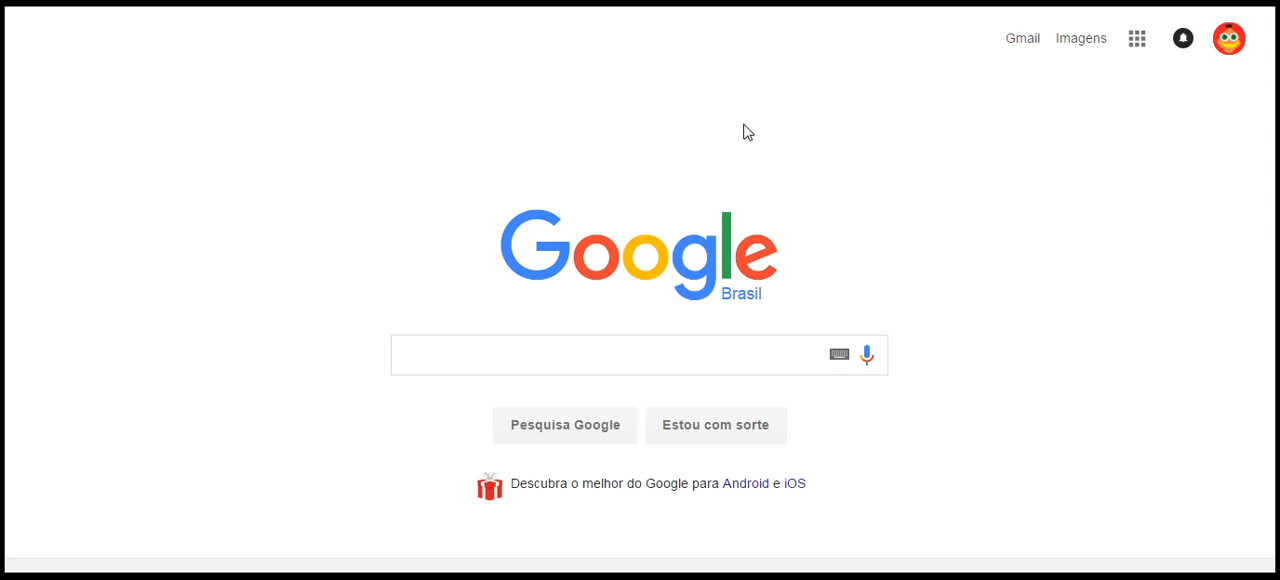 Gmail Imagens
Google
Brasil
Pesquisa Google Estou com sorte
Descubra o melhor do Google para Android e iOS